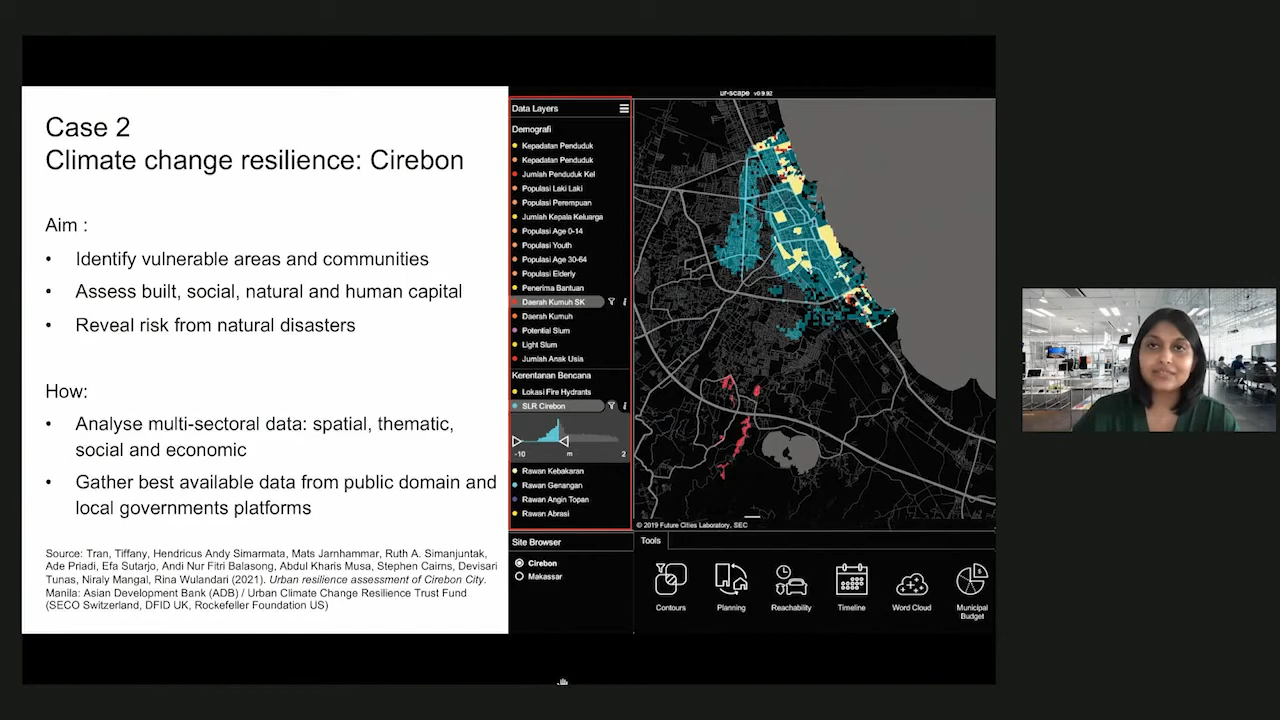 Case 2
Climate change resilience: Cirebon
Aim :
• Identify vulnerable areas and communities
• Assess built, social, natural and human capital
• Reveal risk from natural disasters
How:
• Analyse multi-sectoral data: spatial, thematic,
social and economic
• Gather best available data from public domain and
local governments platforms
Source: Tran, Tiffany, Hendricus Andy Simarmata, Mats Jarnhammar, Ruth A. Simanjuntak,
Ade Priadi, Efa Sutarjo, Andi Nur Fitri Balasong, Abdul Kharis Musa, Stephen Cairns, Devisari
Tunas, Niraly Mangal, Rina Wulandari (2021). Urban resilience assessment of Cirebon City.
Manila: Asian Development Bank (ADB) / Urban Climate Change Resilience Trust Fund
(SECO Switzerland, DFID UK, Rockefeller Foundation US)
ur-scape v0.9.92
Data Layers
Demografi
Kepadatan Penduduk
Kepadatan Penduduk
Jumlah Penduduk Kel
Populasi Laki Laki
Populasi Perempuan
Jumlah Kepala Keluarga
Populasi Age 0-14
Populasi Youth
Populasi Age 30-64
Populasi Elderly
Penerima Bantuan
Daerah Kumuh SK
Daerah Kumuh
Potential Slum
Light Slum
Jumlah Anak Usia
Kerentanan Bencana
Lokasi Fire Hydrants
SLR Cirebon
-10 m 2
Rawan Kebakaran
Rawan Genangan
Rawan Angin Topan
Rawan Abrasi
© 2019 Future Cities Laboratory, SEC
Site Browser
Cirebon
Makassar
Tools
Contours
Planning
Reachability
Timeline
Word Cloud
Municipal
Budget